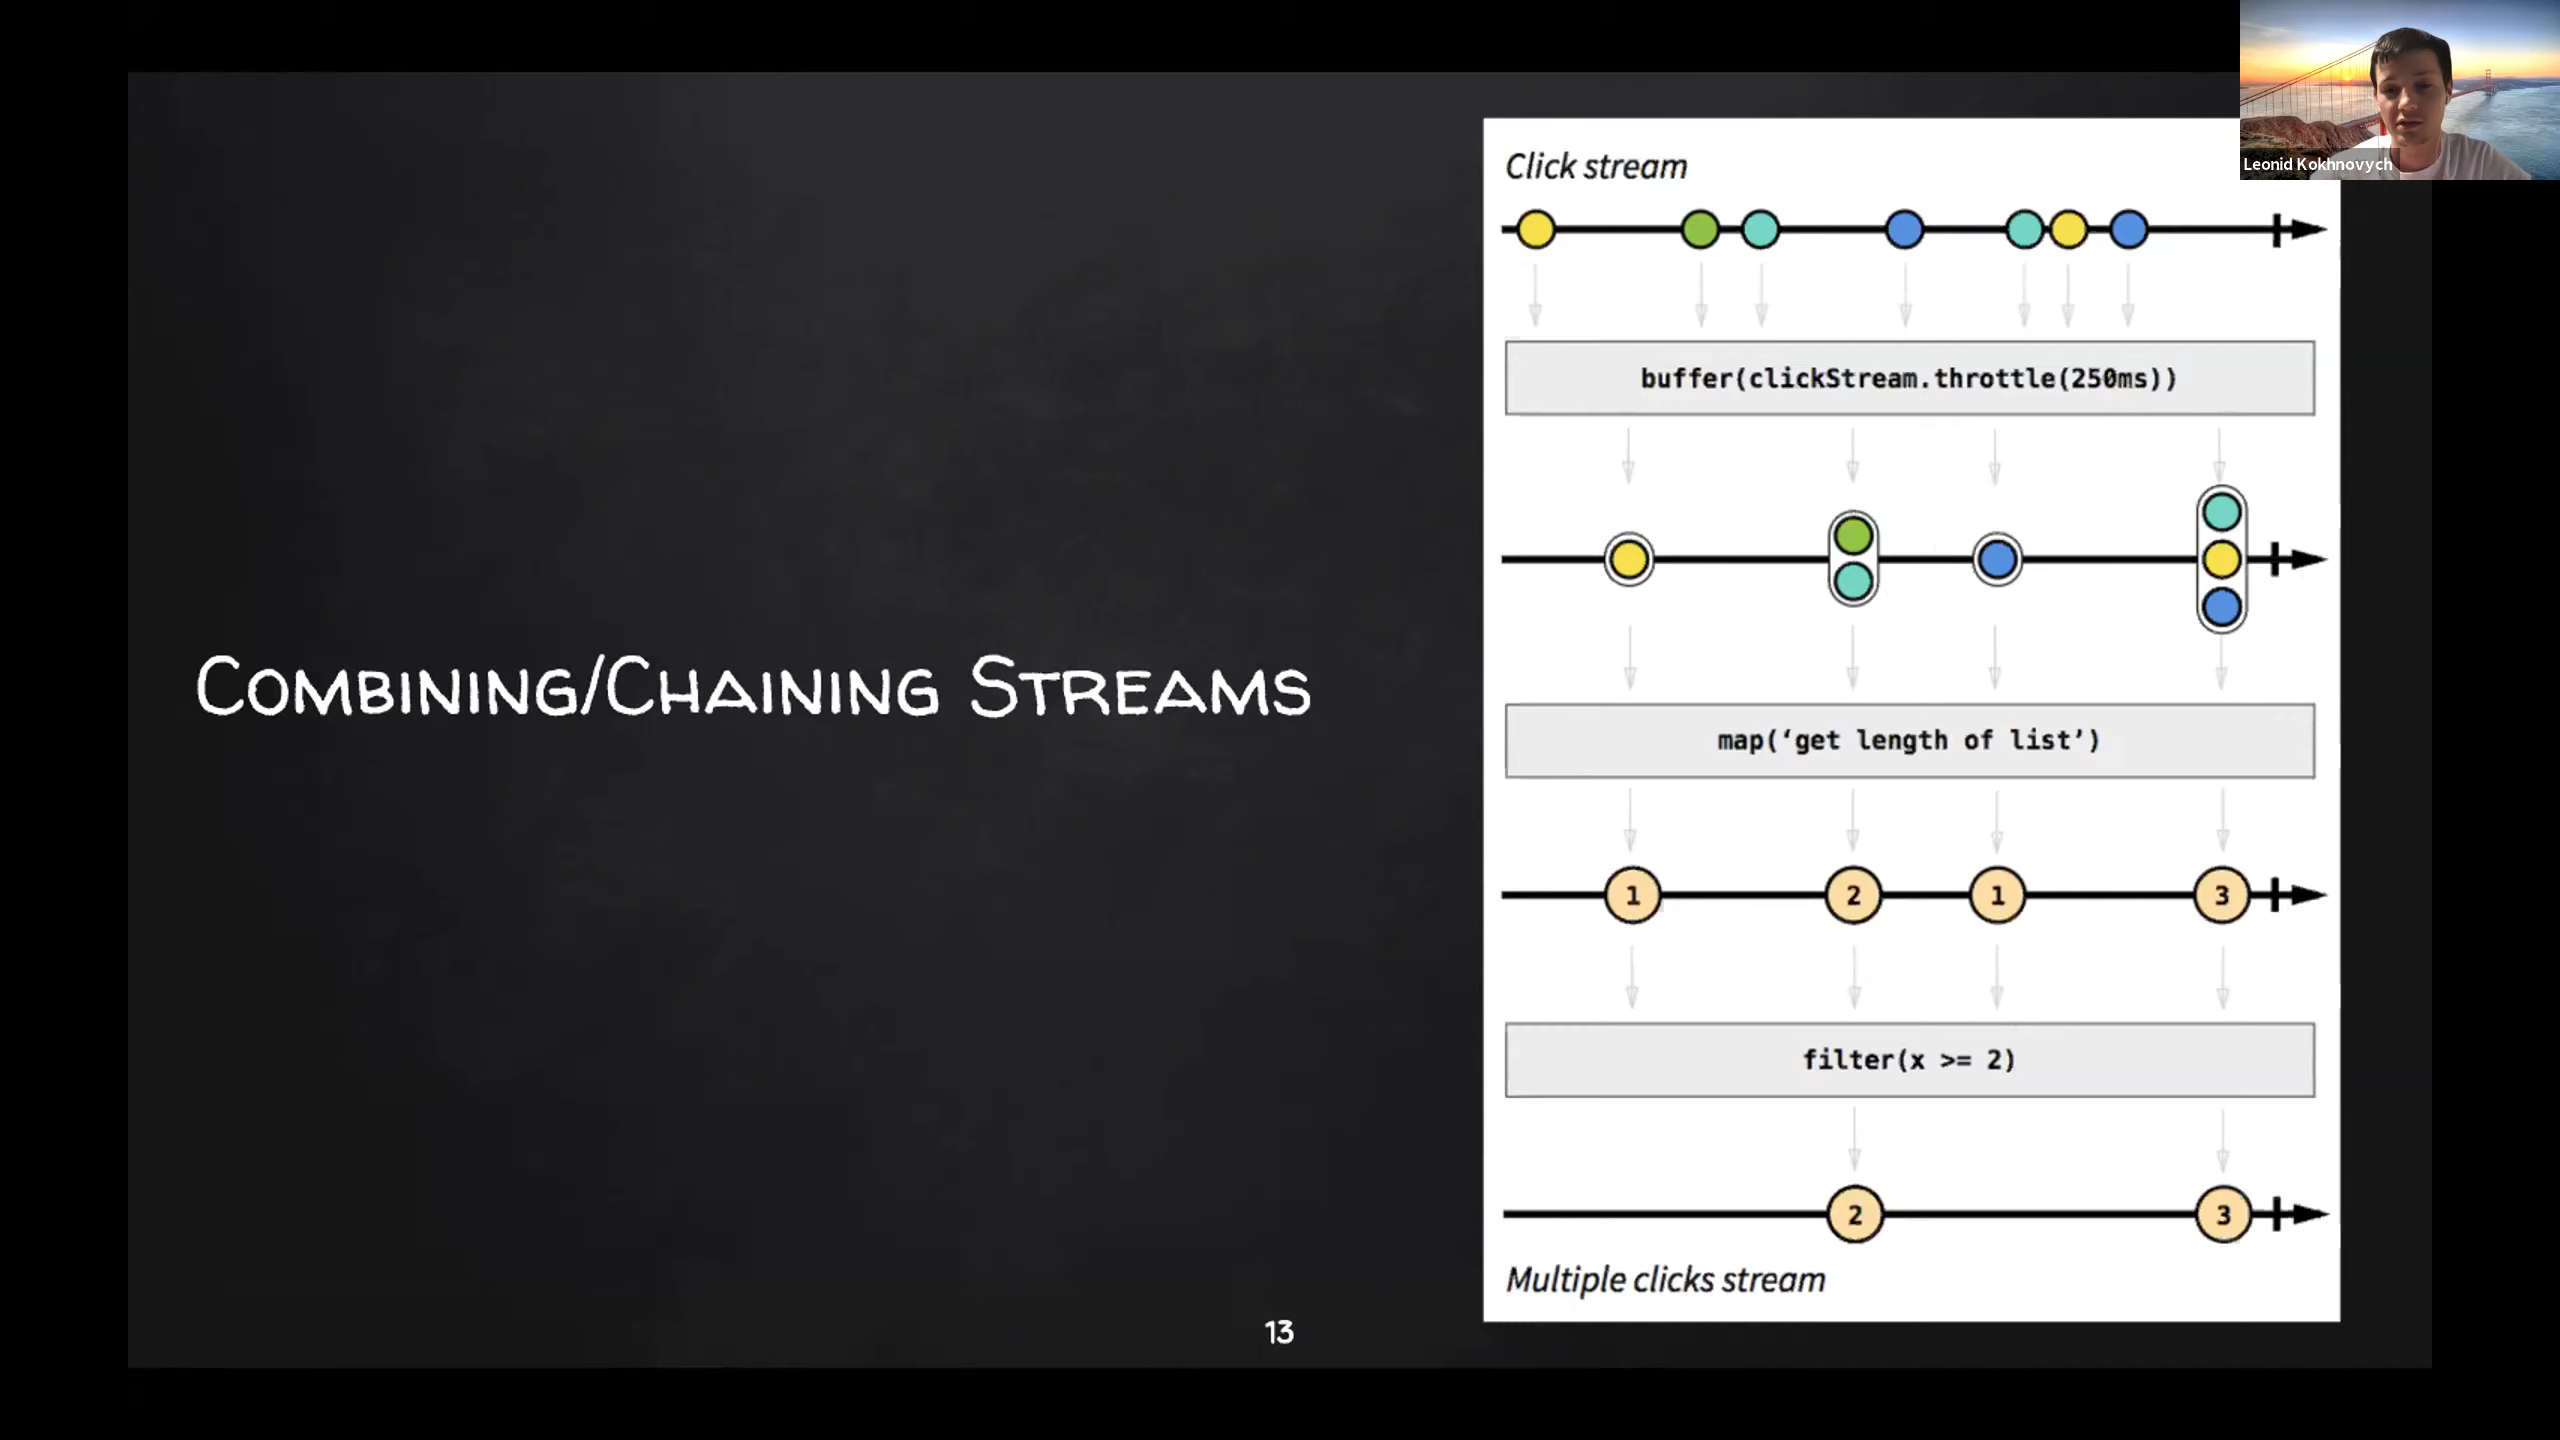 Leonid Kokhnovych
Combining/Chaining Streams
Click stream
buffer(clickStream.throttle(250ms))
map(‘get length of list’)
1 2 1 3
filter(x >= 2)
2 3
Multiple clicks stream
13